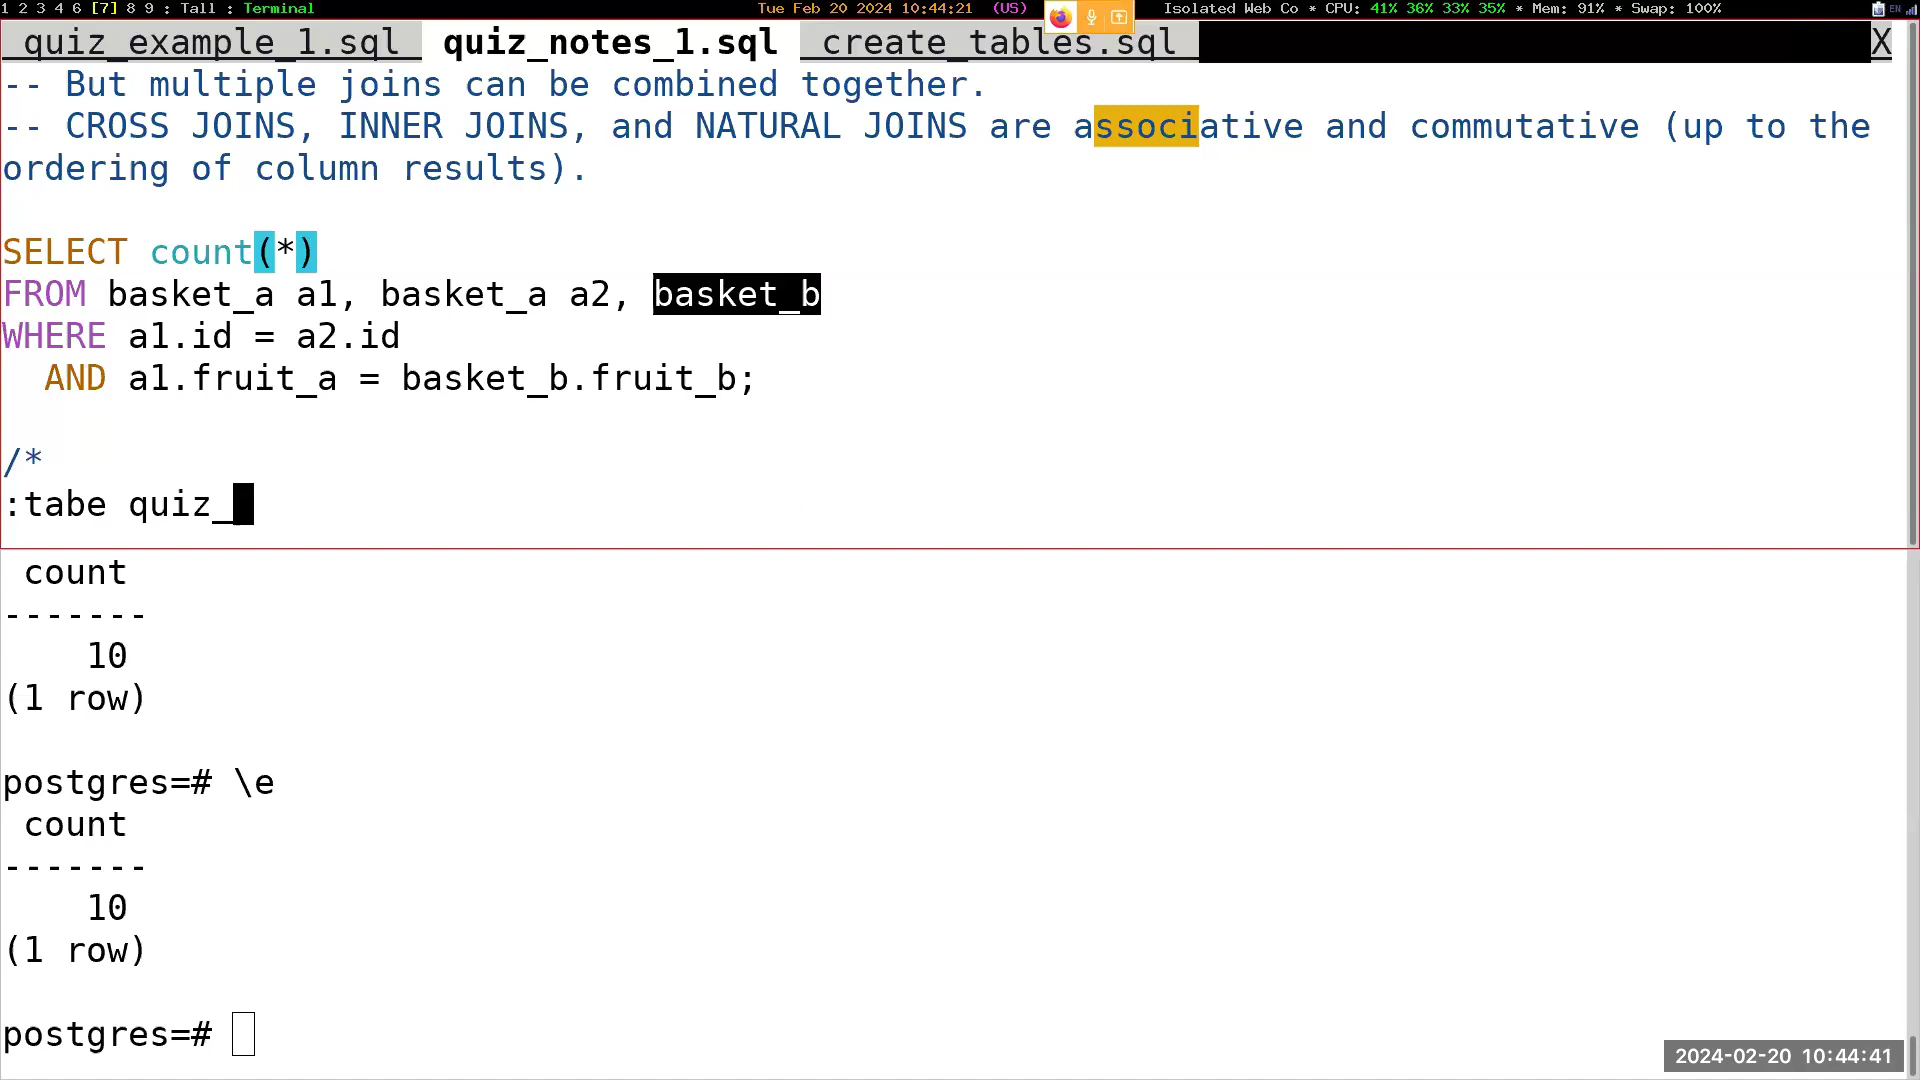 1 2 3 4 6 [7] 8 9 : Tall : Terminal Tue Feb 20 2024 10:44:21 (US) Isolated Web Co * CPU: 41% 36% 33% 35% * Mem: 91% * Swap: 100% EN
quiz_example_1.sql quiz_notes_1.sql create_tables.sql X
-- But multiple joins can be combined together.
-- CROSS JOINS, INNER JOINS, and NATURAL JOINS are associative and commutative (up to the
ordering of column results).
SELECT count(*)
FROM basket_a a1, basket_a a2, basket_b
WHERE a1.id = a2.id
AND a1.fruit_a = basket_b.fruit_b;
/*
:tabe quiz_
count
-------
10
(1 row)
postgres=# \e
count
-------
10
(1 row)
postgres=#
2024-02-20 10:44:41